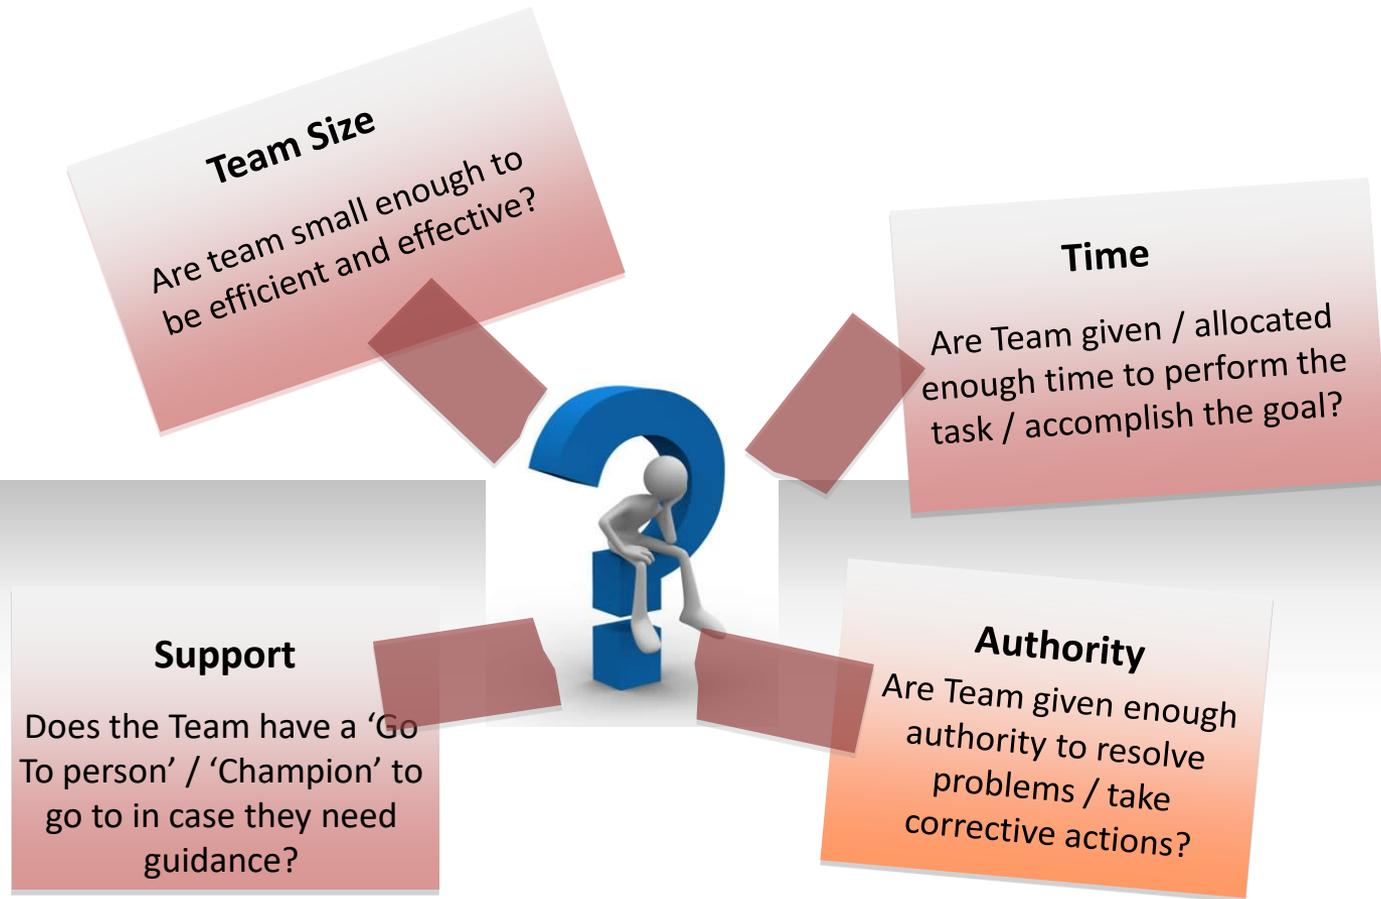 Team Size
Are team small enough to
be efficient and effective?
Time
Are Team given / allocated
enough time to perform the
task / accomplish the goal?
Support
Does the Team have a ‘Go
To person’ / ‘Champion’ to
go to in case they need
guidance?
Authority
Are Team given enough
authority to resolve
problems / take
corrective actions?